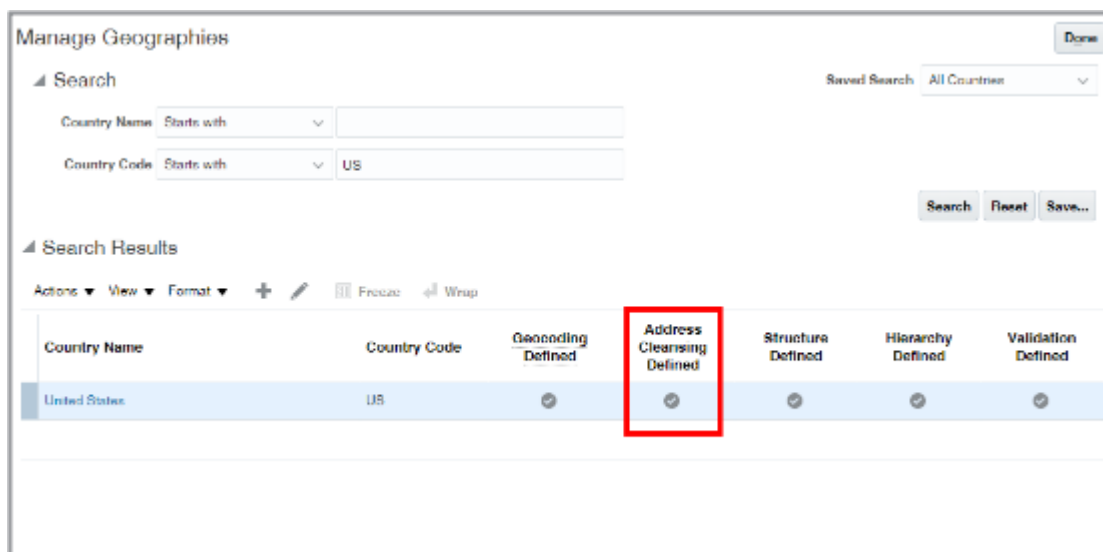 Manage Geographies
Done
Search
Saved Search All Countries
Country Name Starts with
Country Code Starts with US
Search Reset Save...
Search Results
Actions View Format Freeze Wrap
Country Name Country Code Geocoding Defined Address Cleansing Defined Structure Defined Hierarchy Defined Validation Defined
United States US